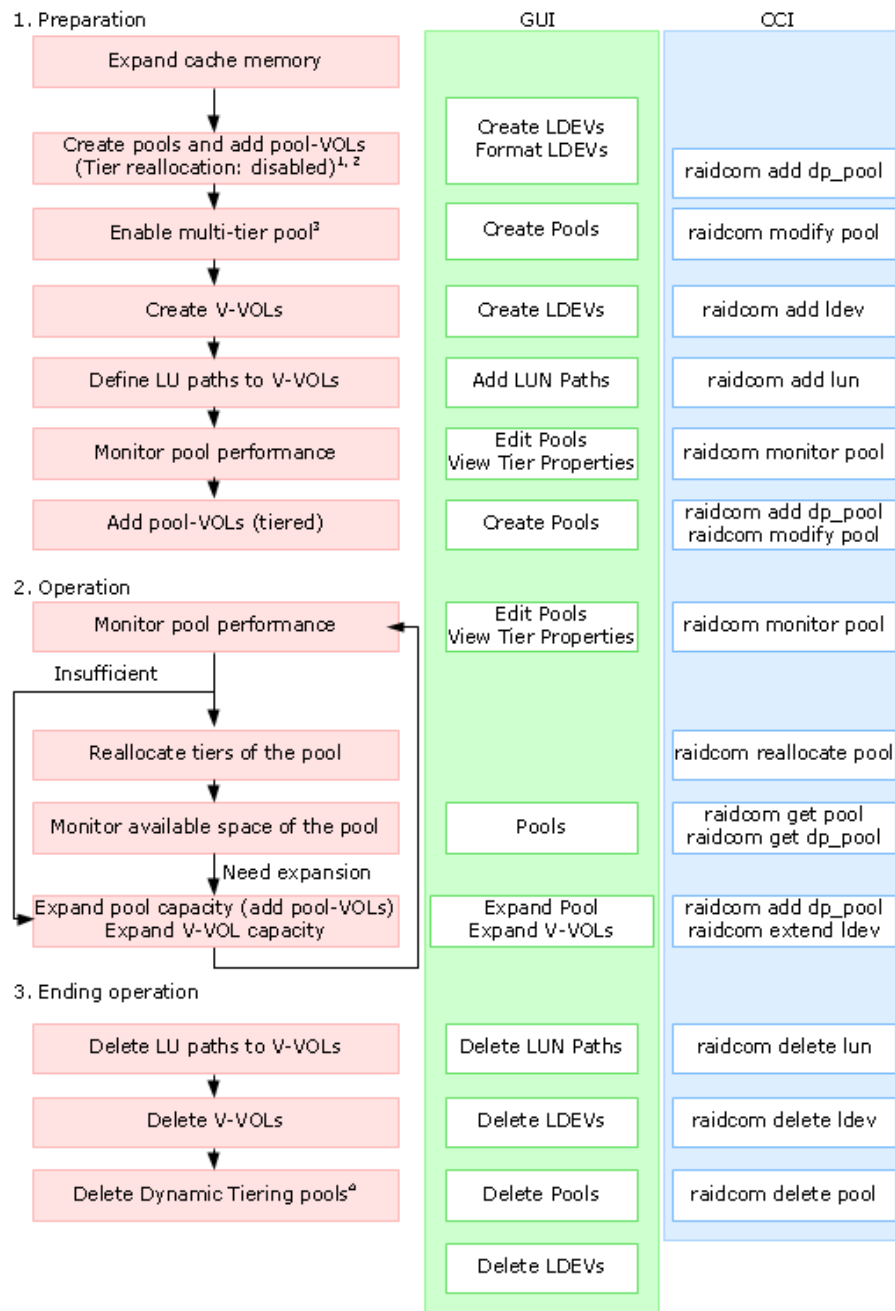 1. Preparation
GUI
CCI
Expand cache memory
Create pools and add pool-VOLs
(Tier reallocation: disabled)1, 2
Create LDEVs
Format LDEVs
raidcom add dp_pool
Enable multi-tier pool3
Create Pools
raidcom modify pool
Create V-VOLs
Create LDEVs
raidcom add ldev
Define LU paths to V-VOLs
Add LUN Paths
raidcom add lun
Monitor pool performance
Edit Pools
View Tier Properties
raidcom monitor pool
Add pool-VOLs (tiered)
Create Pools
raidcom add dp_pool
raidcom modify pool
2. Operation
Monitor pool performance
Edit Pools
View Tier Properties
raidcom monitor pool
Insufficient
Reallocate tiers of the pool
raidcom reallocate pool
Monitor available space of the pool
Pools
raidcom get pool
raidcom get dp_pool
Need expansion
Expand pool capacity (add pool-VOLs)
Expand V-VOL capacity
Expand Pool
Expand V-VOLs
raidcom add dp_pool
raidcom extend ldev
3. Ending operation
Delete LU paths to V-VOLs
Delete LUN Paths
raidcom delete lun
Delete V-VOLs
Delete LDEVs
raidcom delete ldev
Delete Dynamic Tiering pools4
Delete Pools
raidcom delete pool
Delete LDEVs